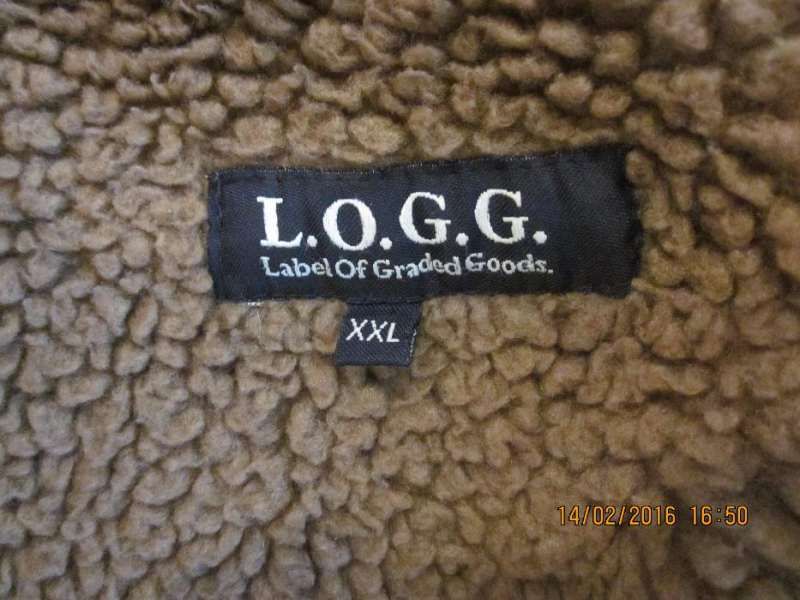 L.O.G.G.
Label Of Graded Goods.
XXL
14/02/2016 16:50